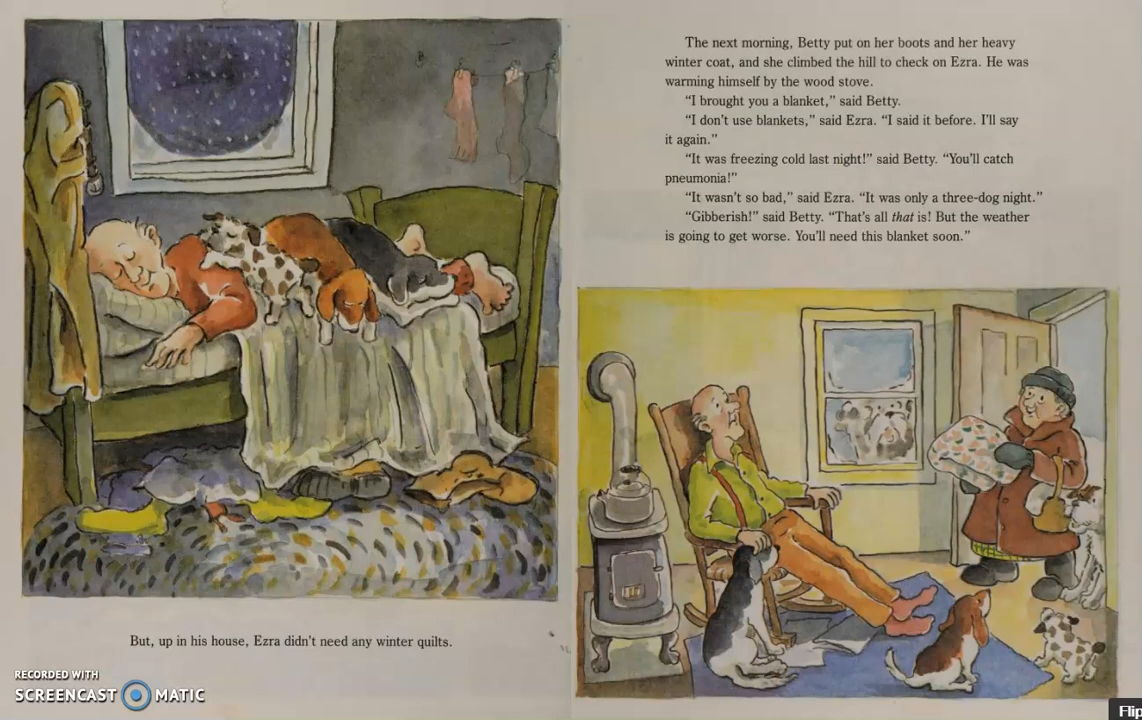 But, up in his house, Ezra didn't need any winter quilts.
The next morning, Betty put on her boots and her heavy
winter coat, and she climbed the hill to check on Ezra. He was
warming himself by the wood stove.
"I brought you a blanket," said Betty.
"I don't use blankets," said Ezra. "I said it before. I'll say
it again."
"It was freezing cold last night!" said Betty. "You'll catch
pneumonia!"
"It wasn't so bad," said Ezra. "It was only a three-dog night."
"Gibberish!" said Betty. "That's all that is! But the weather
is going to get worse. You'll need this blanket soon."
RECORDED WITH
SCREENCAST MATIC
Flip